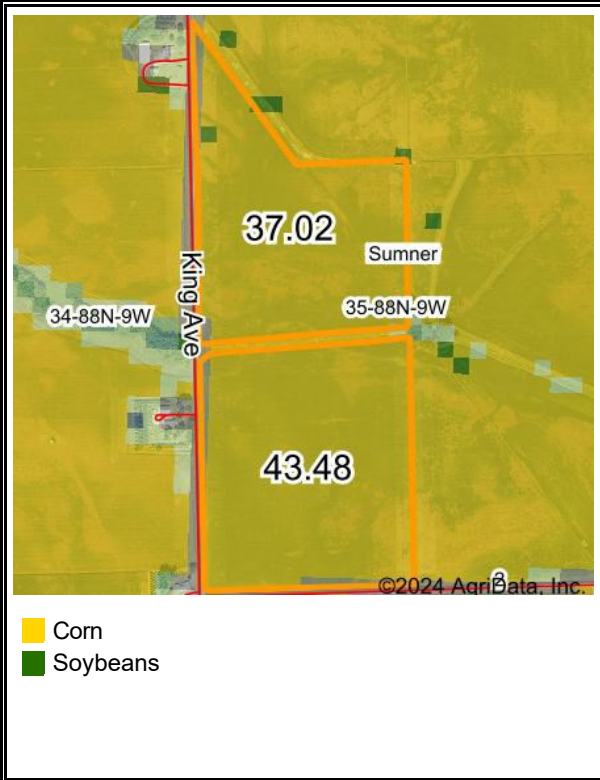 37.02
Sumner
King Ave
34-88N-9W
35-88N-9W
43.48
©2024 AgriData, Inc.
Corn
Soybeans